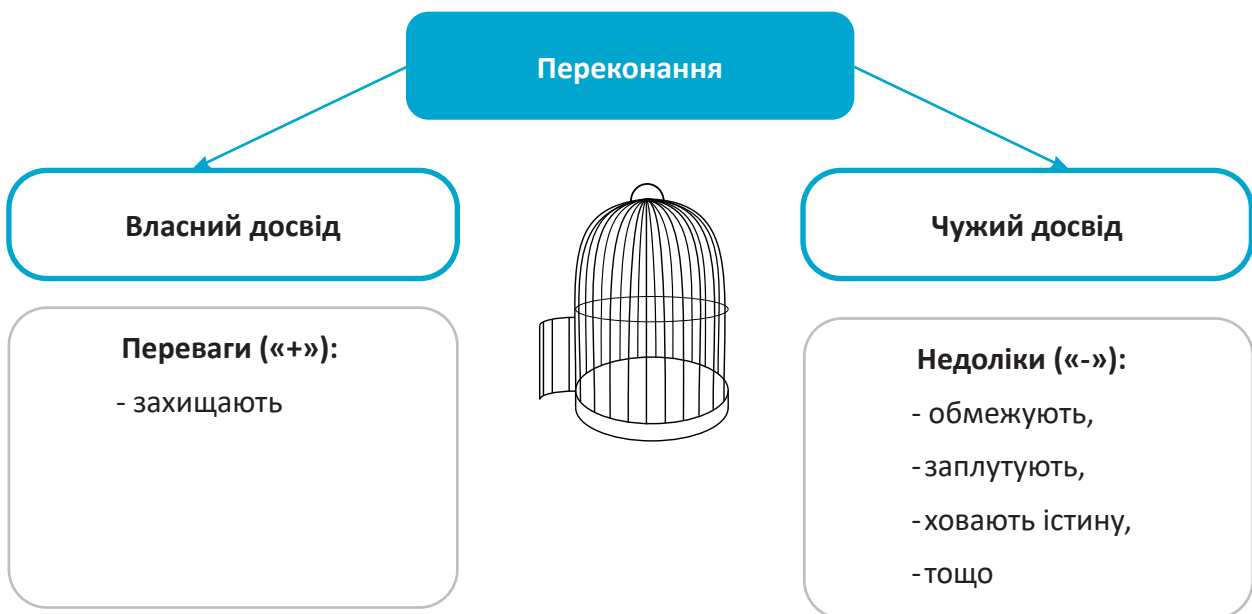 Переконання
Власний досвід
Чужий досвід
Переваги («+»):
- захищають
Недоліки («-»):
- обмежують,
- заплутують,
- ховають істину,
- тощо